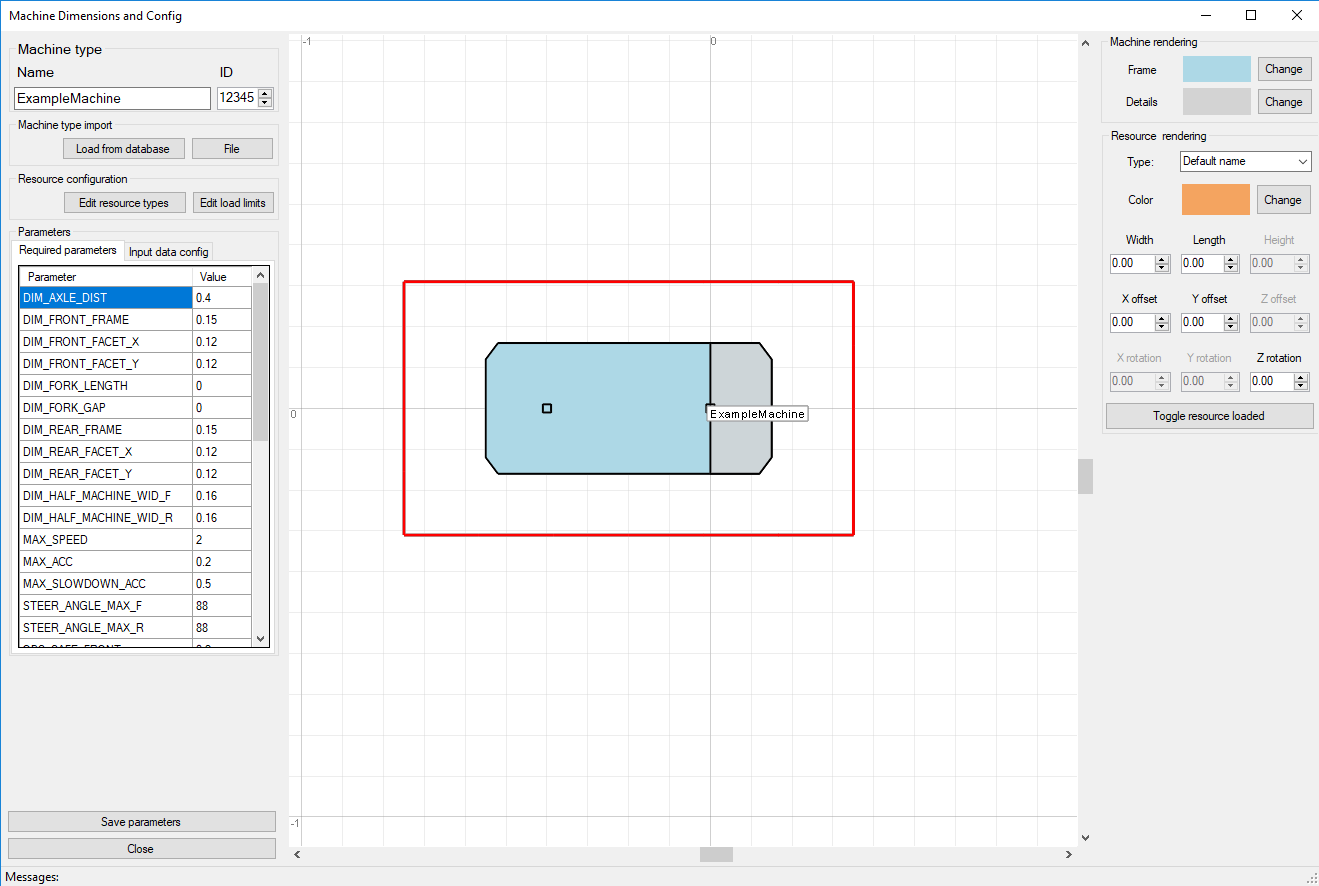 Machine Dimensions and Config
Machine type
Name ID
ExampleMachine 12345
Machine type import
Load from database File
Resource configuration
Edit resource types Edit load limits
Parameters
Required parameters Input data config
Parameter Value
DIM_AXLE_DIST 0.4
DIM_FRONT_FRAME 0.15
DIM_FRONT_FACET_X 0.12
DIM_FRONT_FACET_Y 0.12
DIM_FORK_LENGTH 0
DIM_FORK_GAP 0
DIM_REAR_FRAME 0.15
DIM_REAR_FACET_X 0.12
DIM_REAR_FACET_Y 0.12
DIM_HALF_MACHINE_WID_F 0.16
DIM_HALF_MACHINE_WID_R 0.16
MAX_SPEED 2
MAX_ACC 0.2
MAX_SLOWDOWN_ACC 0.5
STEER_ANGLE_MAX_F 88
STEER_ANGLE_MAX_R 88
Save parameters
Close
Messages:
-1 0
0
ExampleMachine
-1
Machine rendering
Frame Change
Details Change
Resource rendering
Type: Default name
Color Change
Width Length Height
0.00 0.00 0.00
X offset Y offset Z offset
0.00 0.00 0.00
X rotation Y rotation Z rotation
0.00 0.00 0.00
Toggle resource loaded